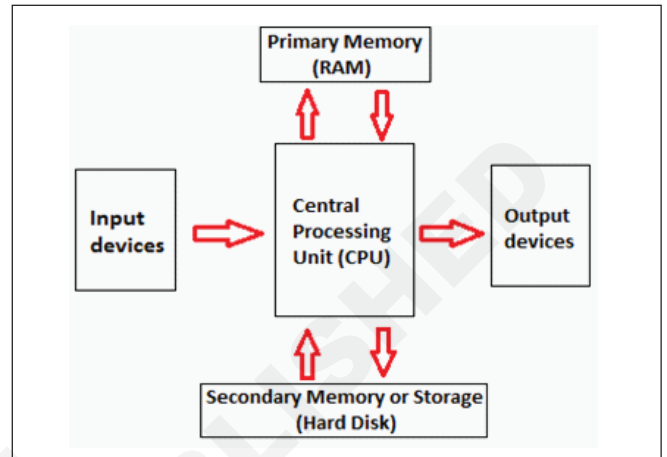 Primary Memory
(RAM)
Input
devices
Central
Processing
Unit (CPU)
Output
devices
Secondary Memory or Storage
(Hard Disk)